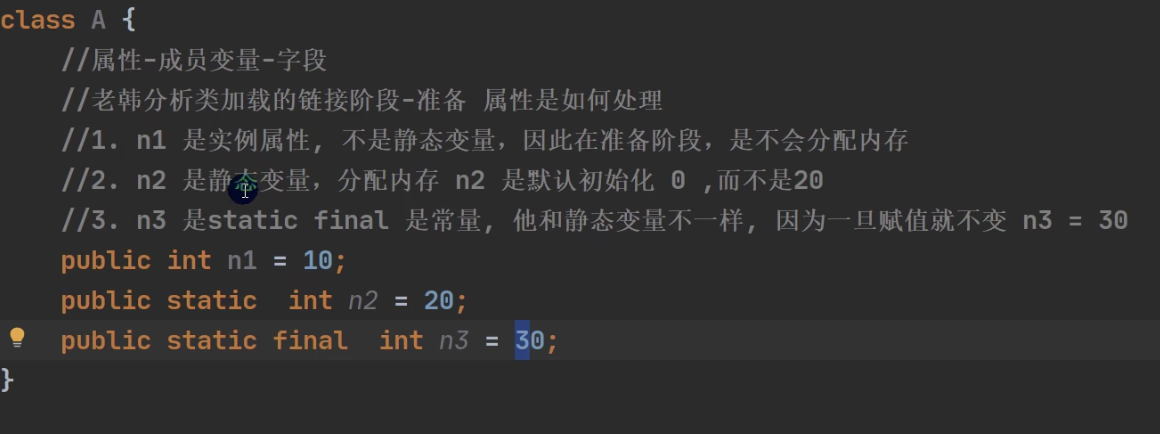 class A {
//属性-成员变量-字段
//老韩分析类加载的链接阶段-准备 属性是如何处理
//1. n1 是实例属性, 不是静态变量，因此在准备阶段，是不会分配内存
//2. n2 是静态变量，分配内存 n2 是默认初始化 0 ,而不是20
//3. n3 是static final 是常量, 他和静态变量不一样, 因为一旦赋值就不变 n3 = 30
public int n1 = 10;
public static  int n2 = 20;
public static final  int n3 = 30;
}